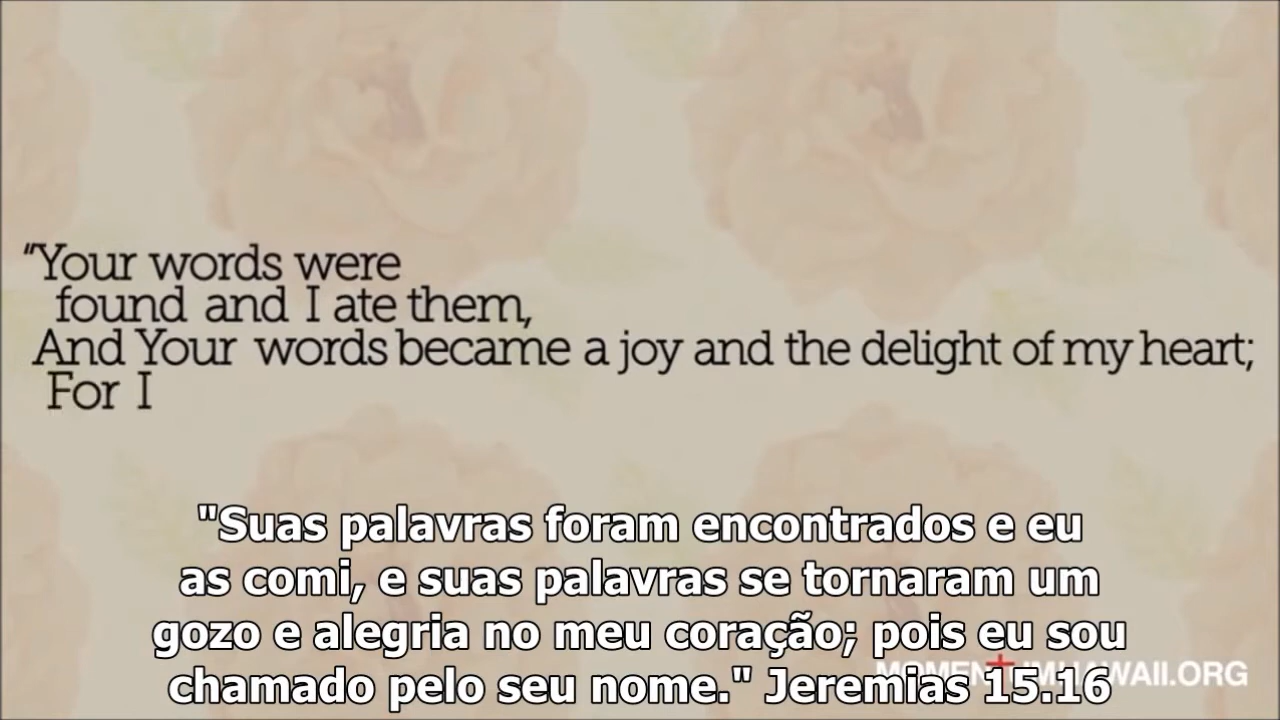 “Your words were
found and I ate them,
And Your words became a joy and the delight of my heart;
For I
"Suas palavras foram encontrados e eu
as comi, e suas palavras se tornaram um
gozo e alegria no meu coração; pois eu sou
chamado pelo seu nome." Jeremias 15.16
MOMENTUMHAWAII.ORG